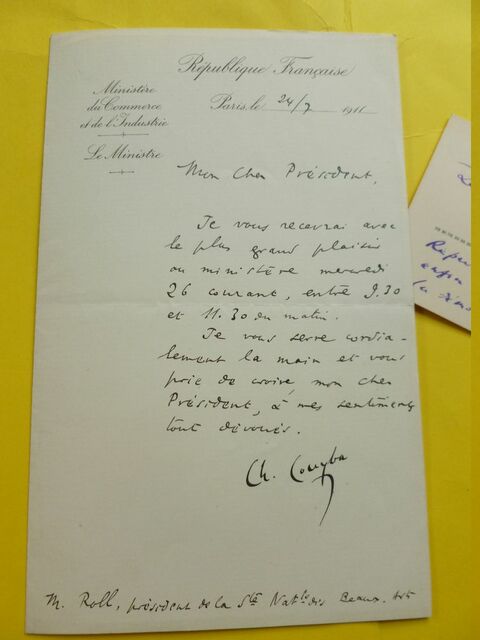 République Française
Ministère
du Commerce
et de l'Industrie
Le Ministre
Paris, le 24/7 1911
Mon cher Président,
Je vous recevrai avec
le plus grand plaisir
au ministère mercredi
26 courant, entre 9.30
et 11.30 du matin.
Je vous serre cordia-
lement la main et vous
prie de croire, mon cher
Président, à mes sentiments
tout dévoués.
Ch. Couyba
M. Roll, président de la Sté Natle des Beaux-Arts